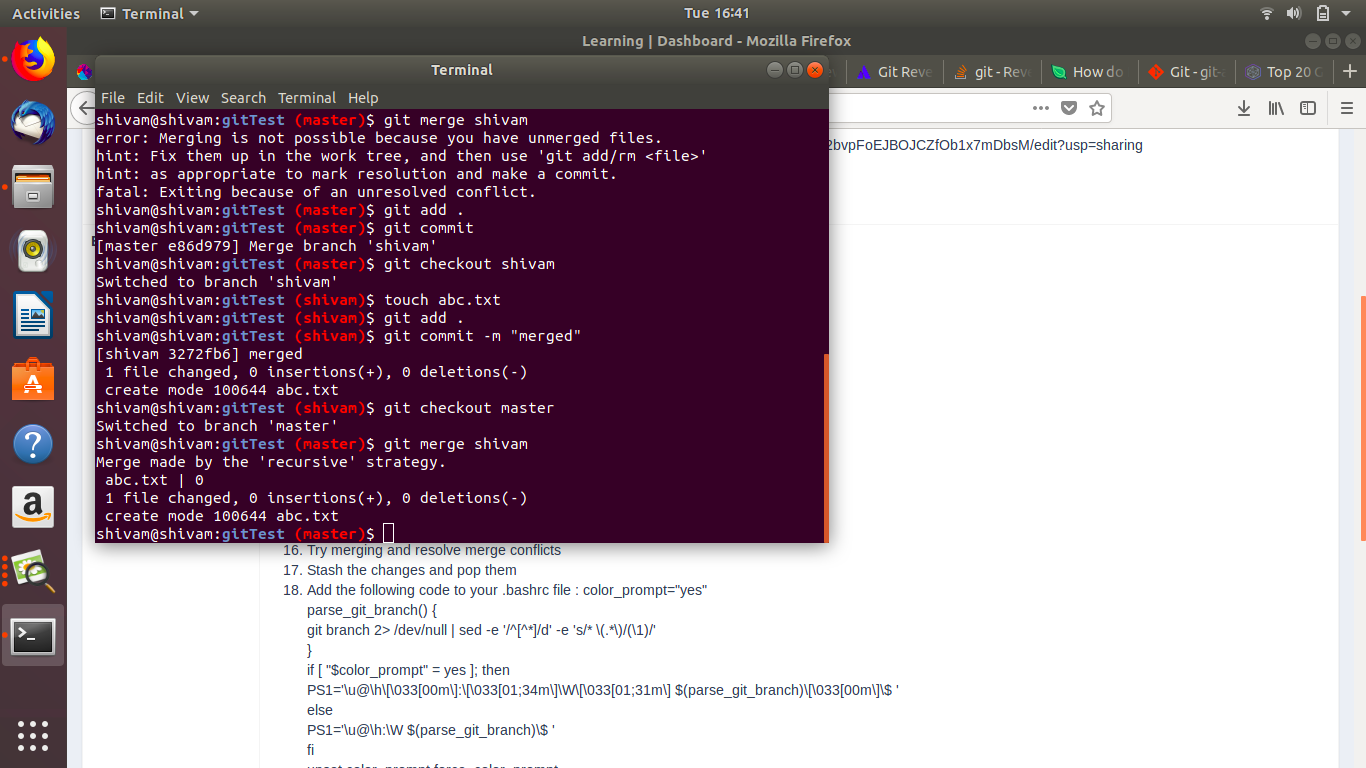 Activities
Terminal
Tue 16:41
Learning | Dashboard - Mozilla Firefox
Terminal
Git Reve
git - Reve
How do
Git - git-
Top 20 G
File Edit View Search Terminal Help
shivam@shivam:gitTest (master)$ git merge shivam
error: Merging is not possible because you have unmerged files.
hint: Fix them up in the work tree, and then use 'git add/rm <file>'
hint: as appropriate to mark resolution and make a commit.
fatal: Exiting because of an unresolved conflict.
shivam@shivam:gitTest (master)$ git add .
shivam@shivam:gitTest (master)$ git commit
[master e86d979] Merge branch 'shivam'
shivam@shivam:gitTest (master)$ git checkout shivam
Switched to branch 'shivam'
shivam@shivam:gitTest (shivam)$ touch abc.txt
shivam@shivam:gitTest (shivam)$ git add .
shivam@shivam:gitTest (shivam)$ git commit -m "merged"
[shivam 3272fb6] merged
1 file changed, 0 insertions(+), 0 deletions(-)
create mode 100644 abc.txt
shivam@shivam:gitTest (shivam)$ git checkout master
Switched to branch 'master'
shivam@shivam:gitTest (master)$ git merge shivam
Merge made by the 'recursive' strategy.
abc.txt | 0
1 file changed, 0 insertions(+), 0 deletions(-)
create mode 100644 abc.txt
shivam@shivam:gitTest (master)$
2bvpFoEJBOJCZfOb1x7mDbsM/edit?usp=sharing
16. Try merging and resolve merge conflicts
17. Stash the changes and pop them
18. Add the following code to your .bashrc file : color_prompt="yes"
parse_git_branch() {
git branch 2> /dev/null | sed -e '/^[^*]/d' -e 's/* \(.*\)/(\1)/'
}
if [ "$color_prompt" = yes ]; then
PS1='\u@\h\[\033[00m\]:\[\033[01;34m\]\W\[\033[01;31m\] $(parse_git_branch)\[\033[00m\]\$ '
else
PS1='\u@\h:\W $(parse_git_branch)\$ '
fi
unset color_prompt force_color_prompt